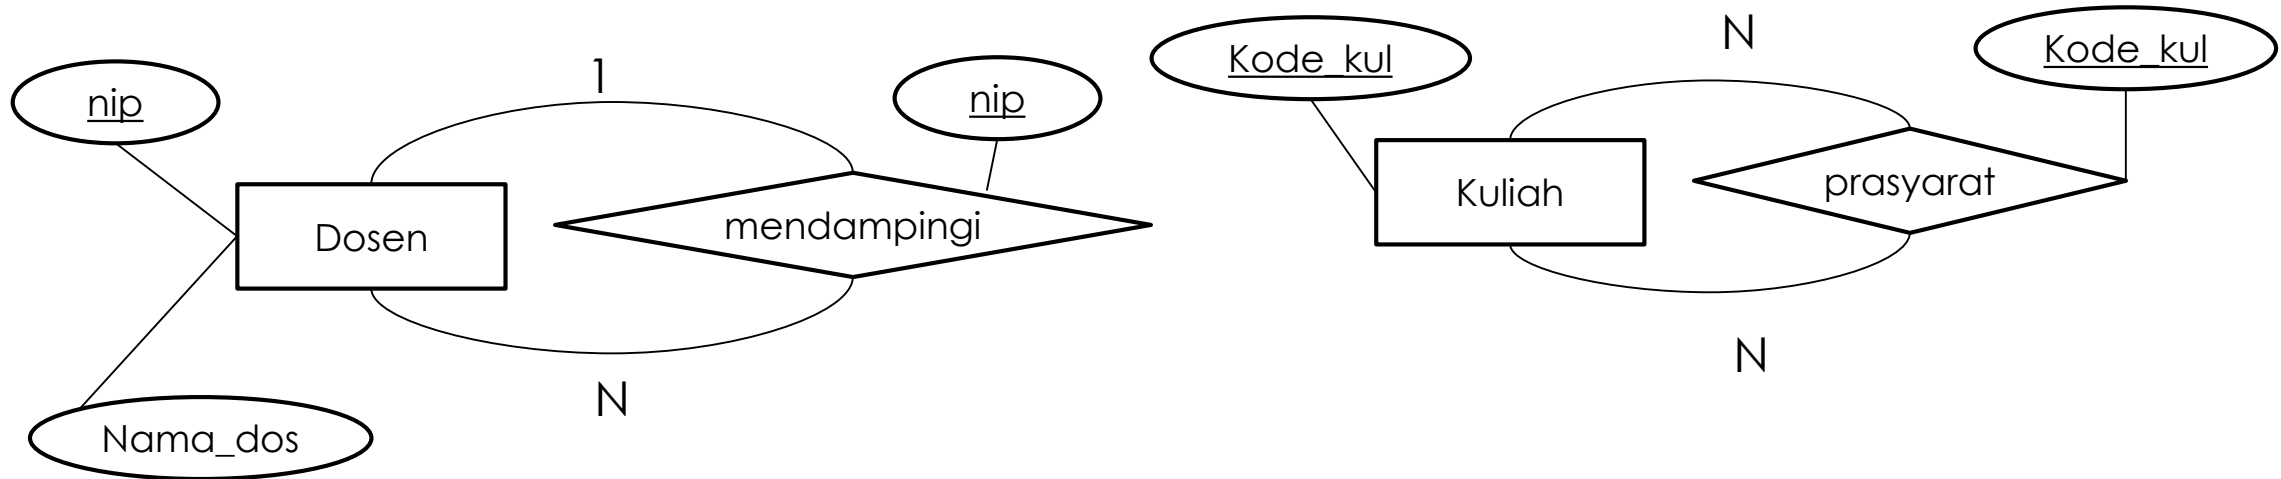 nip
1
nip
Dosen
mendampingi
N
Nama_dos
Kode_kul
N
Kode_kul
Kuliah
prasyarat
N